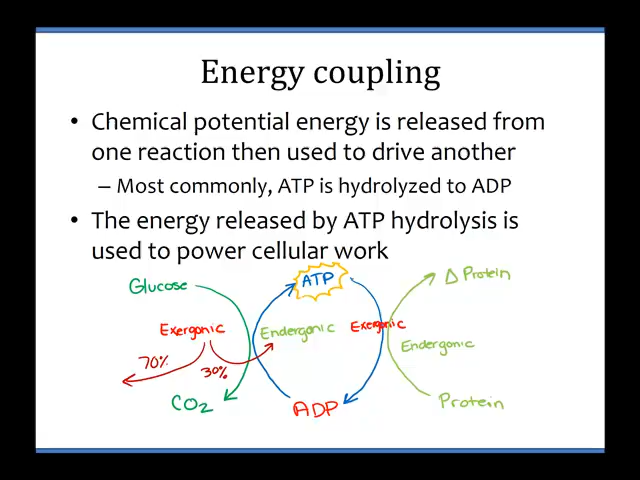 Energy coupling
• Chemical potential energy is released from
one reaction then used to drive another
– Most commonly, ATP is hydrolyzed to ADP
• The energy released by ATP hydrolysis is
used to power cellular work
Glucose
ATP
Δ Protein
Exergonic
Endergonic
Exergonic
Endergonic
70%
30%
CO2
ADP
Protein